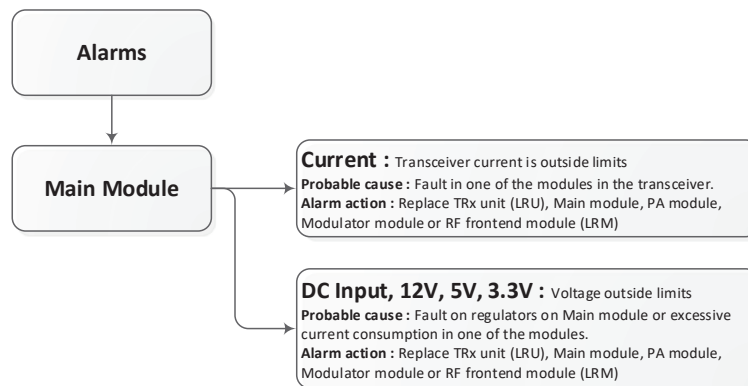 Alarms
Main Module
Current : Transceiver current is outside limits
Probable cause : Fault in one of the modules in the transceiver.
Alarm action : Replace TRx unit (LRU), Main module, PA module,
Modulator module or RF frontend module (LRM)
DC Input, 12V, 5V, 3.3V : Voltage outside limits
Probable cause : Fault on regulators on Main module or excessive
current consumption in one of the modules.
Alarm action : Replace TRx unit (LRU), Main module, PA module,
Modulator module or RF frontend module (LRM)